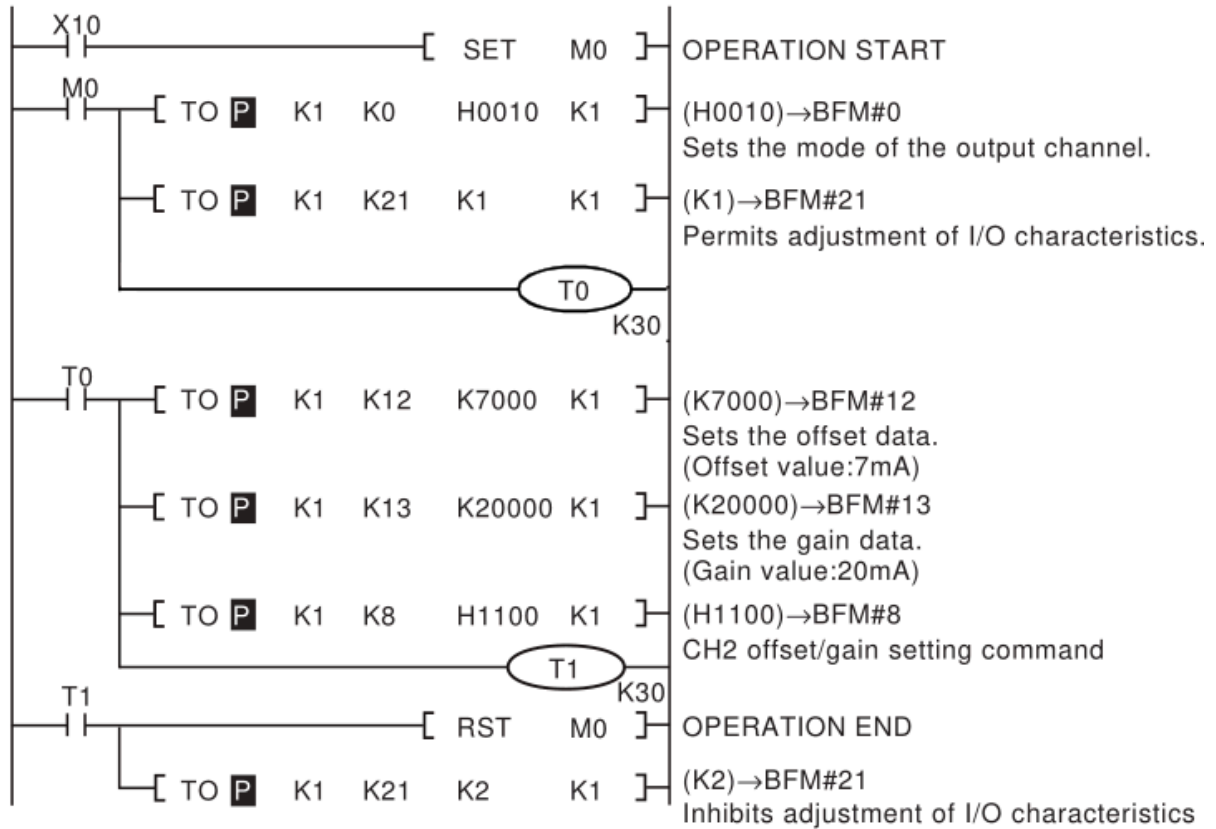 X10
SET M0 OPERATION START
M0
TO P K1 K0 H0010 K1 (H0010)→BFM#0
Sets the mode of the output channel.
TO P K1 K21 K1 K1 (K1)→BFM#21
Permits adjustment of I/O characteristics.
T0
K30
T0
TO P K1 K12 K7000 K1 (K7000)→BFM#12
Sets the offset data.
(Offset value:7mA)
TO P K1 K13 K20000 K1 (K20000)→BFM#13
Sets the gain data.
(Gain value:20mA)
TO P K1 K8 H1100 K1 (H1100)→BFM#8
CH2 offset/gain setting command
T1
K30
T1
RST M0 OPERATION END
TO P K1 K21 K2 K1 (K2)→BFM#21
Inhibits adjustment of I/O characteristics